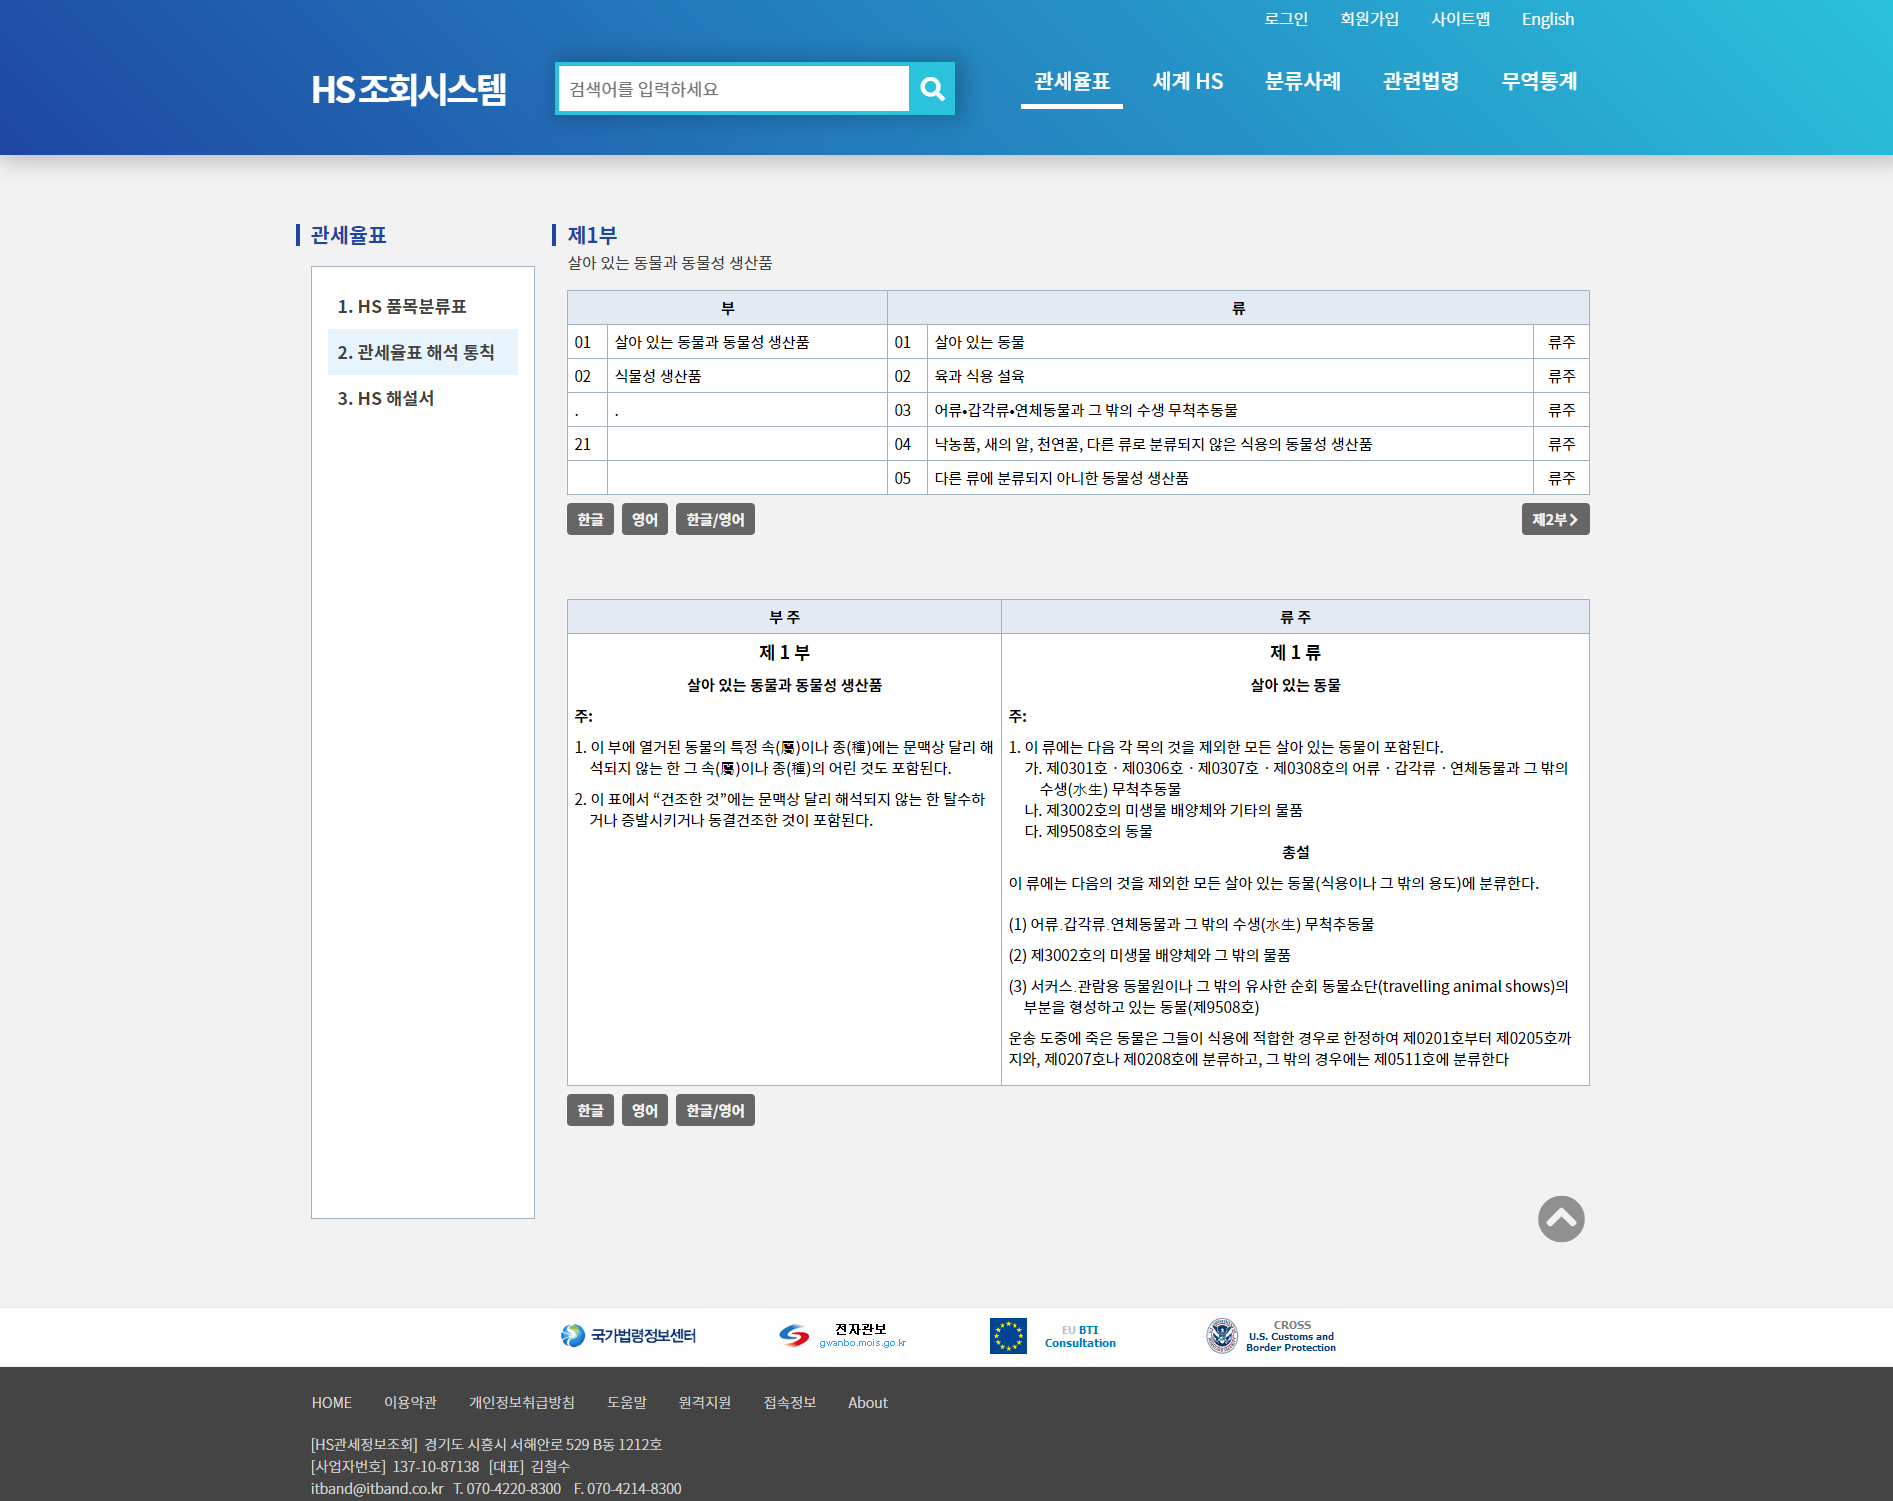 로그인 회원가입 사이트맵 English
HS 조회시스템
검색어를 입력하세요
관세율표 세계 HS 분류사례 관련법령 무역통계
관세율표
1. HS 품목분류표
2. 관세율표 해석 통칙
3. HS 해설서
제1부
살아 있는 동물과 동물성 생산품
부 류
01 살아 있는 동물과 동물성 생산품 01 살아 있는 동물 류주
02 식물성 생산품 02 육과 식용 설육 류주
. . 03 어류•갑각류•연체동물과 그 밖의 수생 무척추동물 류주
21 04 낙농품, 새의 알, 천연꿀, 다른 류로 분류되지 않은 식용의 동물성 생산품 류주
05 다른 류에 분류되지 아니한 동물성 생산품 류주
한글 영어 한글/영어 제2부
부 주
제 1 부
살아 있는 동물과 동물성 생산품
주:
1. 이 부에 열거된 동물의 특정 속(屬)이나 종(種)에는 문맥상 달리 해
석되지 않는 한 그 속(屬)이나 종(種)의 어린 것도 포함된다.
2. 이 표에서 “건조한 것”에는 문맥상 달리 해석되지 않는 한 탈수하
거나 증발시키거나 동결건조한 것이 포함된다.
류 주
제 1 류
살아 있는 동물
주:
1. 이 류에는 다음 각 목의 것을 제외한 모든 살아 있는 동물이 포함된다.
가. 제0301호ㆍ제0306호ㆍ제0307호ㆍ제0308호의 어류ㆍ갑각류ㆍ연체동물과 그 밖의
수생(水生) 무척추동물
나. 제3002호의 미생물 배양체와 기타의 물품
다. 제9508호의 동물
총설
이 류에는 다음의 것을 제외한 모든 살아 있는 동물(식용이나 그 밖의 용도)에 분류한다.
(1) 어류.갑각류.연체동물과 그 밖의 수생(水生) 무척추동물
(2) 제3002호의 미생물 배양체와 그 밖의 물품
(3) 서커스.관람용 동물원이나 그 밖의 유사한 순회 동물쇼단(travelling animal shows)의
부분을 형성하고 있는 동물(제9508호)
운송 도중에 죽은 동물은 그들이 식용에 적합한 경우로 한정하여 제0201호부터 제0205호까
지와, 제0207호나 제0208호에 분류하고, 그 밖의 경우에는 제0511호에 분류한다
한글 영어 한글/영어
국가법령정보센터
전자관보
gwanbo.mois.go.kr
EU BTI
Consultation
CROSS
U.S. Customs and
Border Protection
HOME 이용약관 개인정보취급방침 도움말 원격지원 접속정보 About
[HS관세정보조회] 경기도 시흥시 서해안로 529 B동 1212호
[사업자번호] 137-10-87138 [대표] 김철수
itband@itband.co.kr T. 070-4220-8300 F. 070-4214-8300